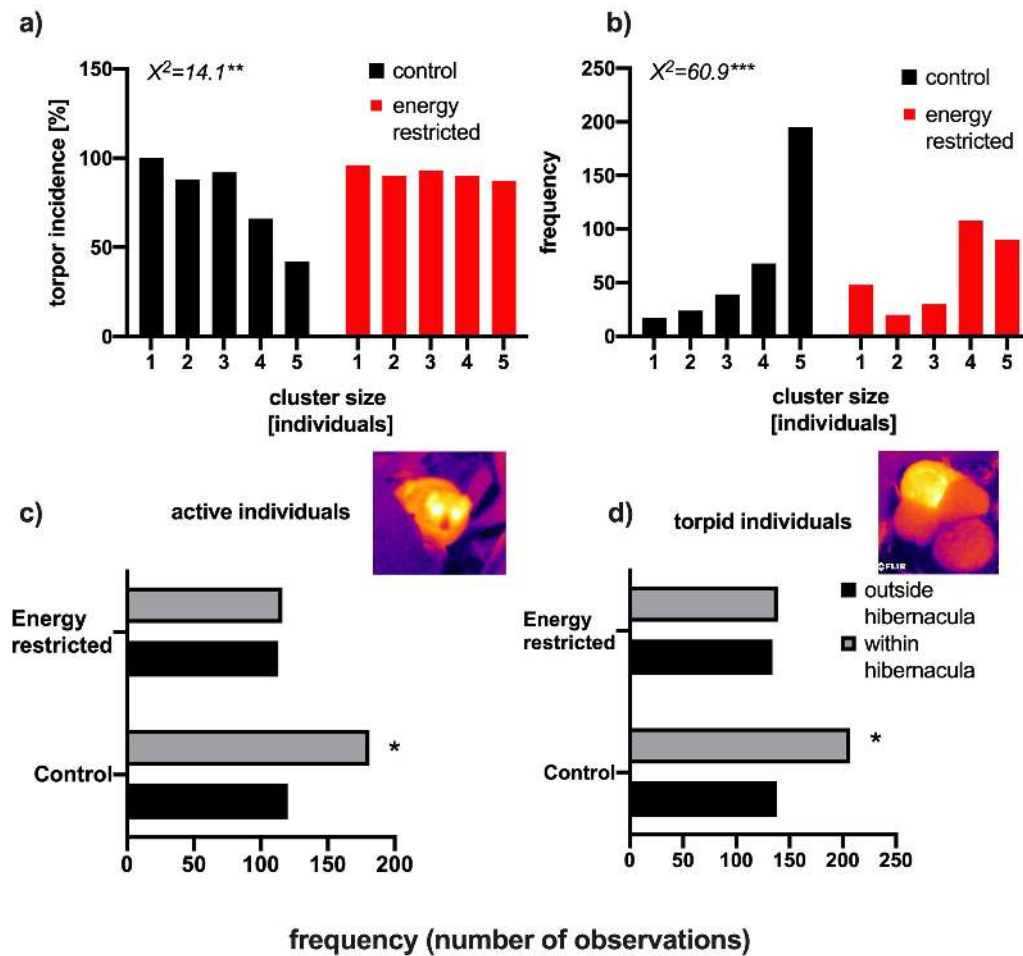 a)
X²=14.1**
control
energy
restricted
torpor incidence [%]
150
100
50
0
1 2 3 4 5 1 2 3 4 5
cluster size
[individuals]
b)
X²=60.9***
control
energy
restricted
frequency
250
200
150
100
50
0
1 2 3 4 5 1 2 3 4 5
cluster size
[individuals]
c)
active individuals
Energy
restricted
Control
*
0 50 100 150 200
d)
torpid individuals
FLIR
outside
hibernacula
within
hibernacula
Energy
restricted
Control
*
0 50 100 150 200 250
frequency (number of observations)